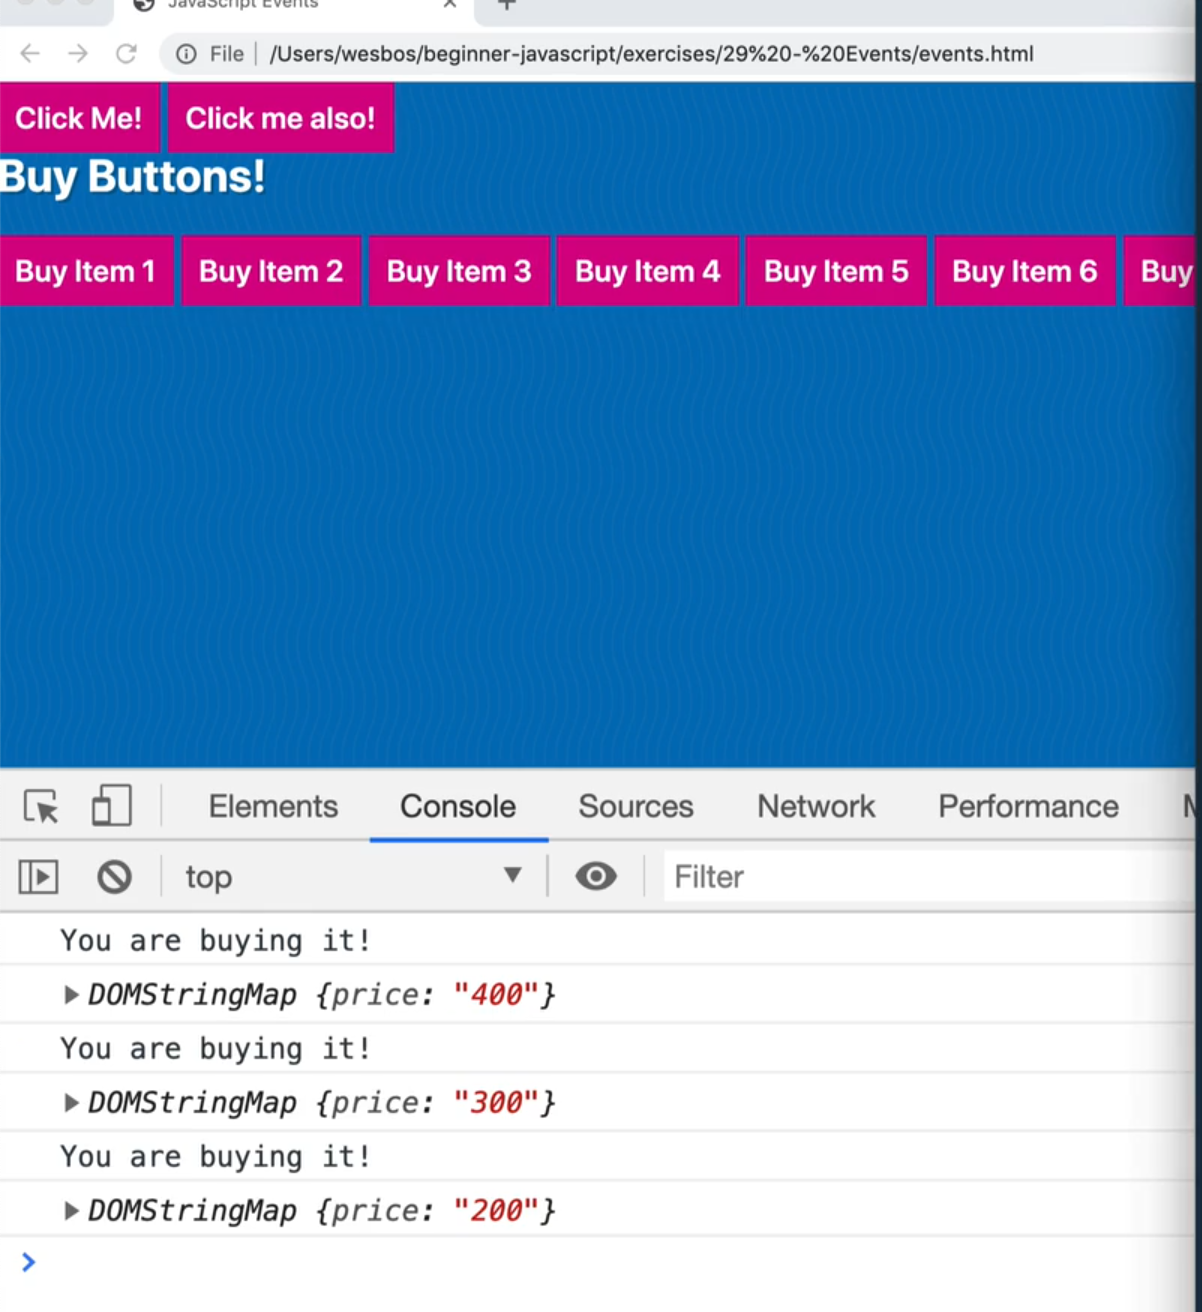 JavaScript Events
File /Users/wesbos/beginner-javascript/exercises/29%20-%20Events/events.html
Click Me! Click me also!
Buy Buttons!
Buy Item 1 Buy Item 2 Buy Item 3 Buy Item 4 Buy Item 5 Buy Item 6 Buy
Elements Console Sources Network Performance M
top Filter
You are buying it!
DOMStringMap {price: "400"}
You are buying it!
DOMStringMap {price: "300"}
You are buying it!
DOMStringMap {price: "200"}